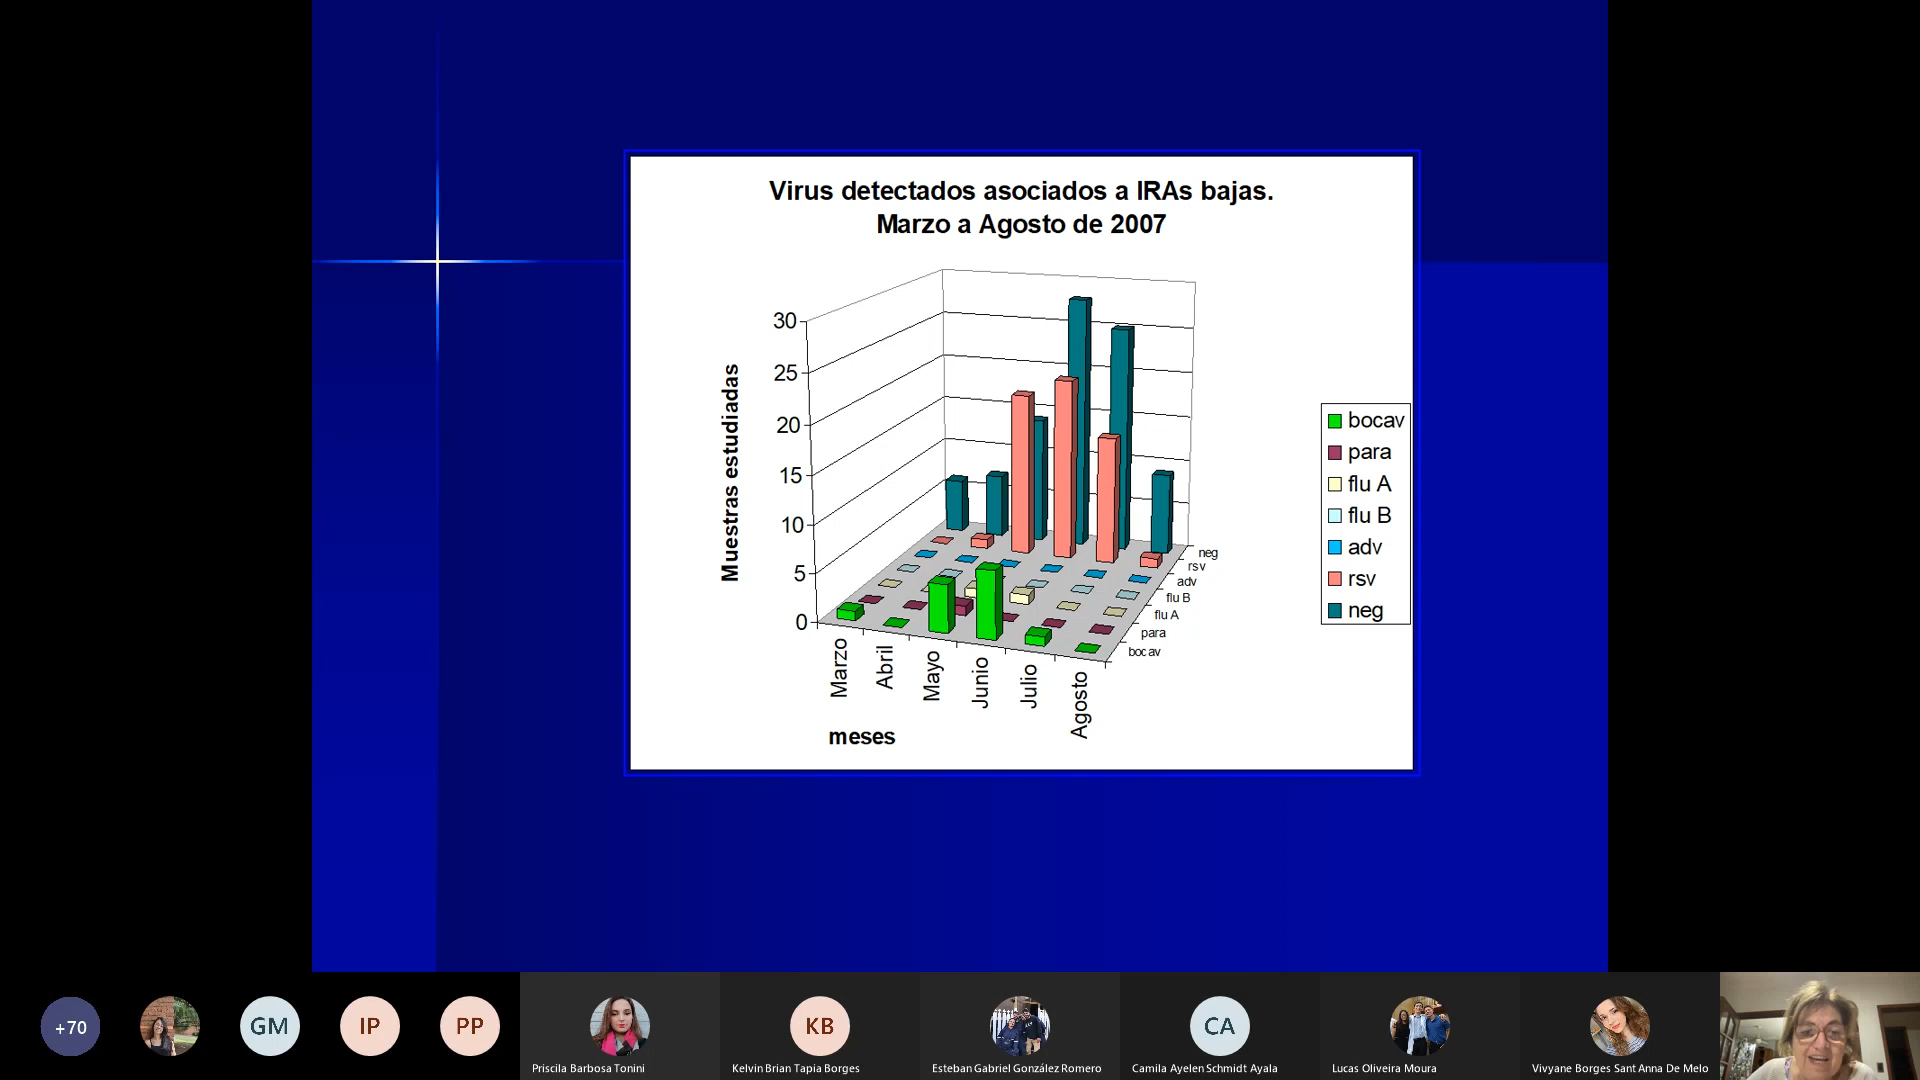 Virus detectados asociados a IRAs bajas.
Marzo a Agosto de 2007
Muestras estudiadas
30
25
20
15
10
5
0
Marzo
Abril
Mayo
Junio
Julio
Agosto
meses
neg
rsv
adv
flu B
flu A
para
bocav
bocav
para
flu A
flu B
adv
rsv
neg
+70
GM
IP
PP
KB
CA
Priscila Barbosa Tonini
Kelvin Brian Tapia Borges
Esteban Gabriel González Romero
Camila Ayelen Schmidt Ayala
Lucas Oliveira Moura
Vivyane Borges Sant Anna De Melo